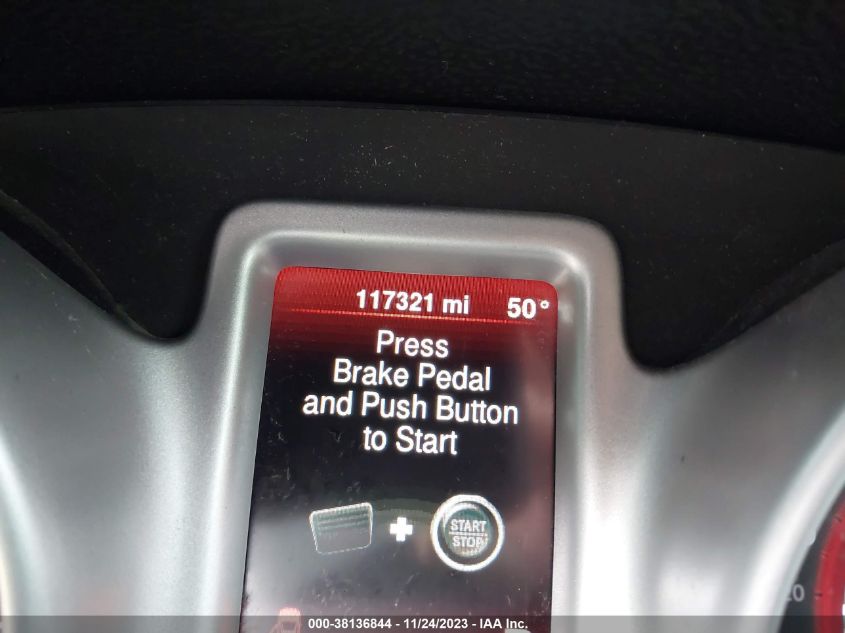 117321 mi 50°
Press
Brake Pedal
and Push Button
to Start
START
STOP
20
000-38136844 - 11/24/2023 - IAA Inc.